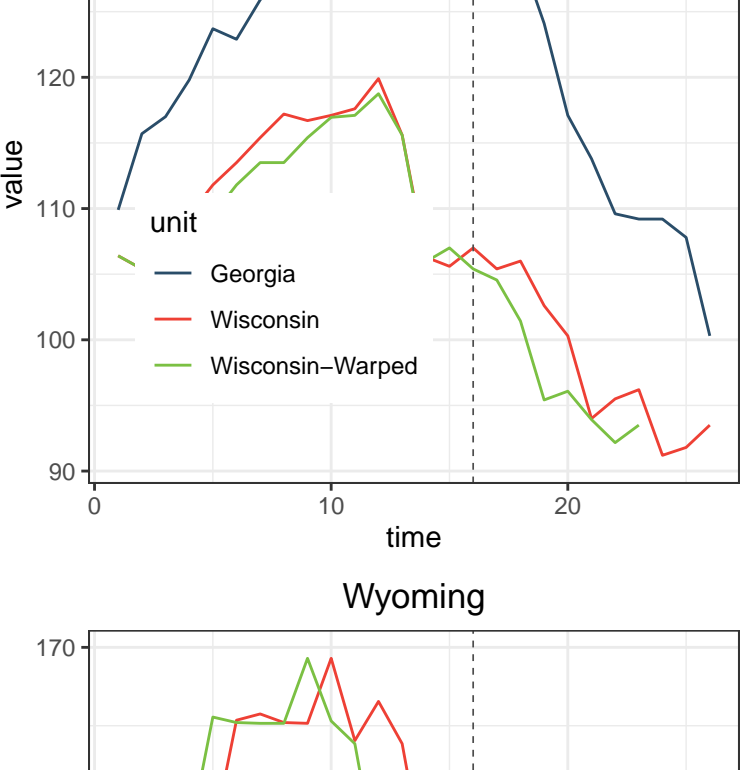 120
value
110
unit
Georgia
Wisconsin
Wisconsin−Warped
100
90
0 10 20
time
Wyoming
170